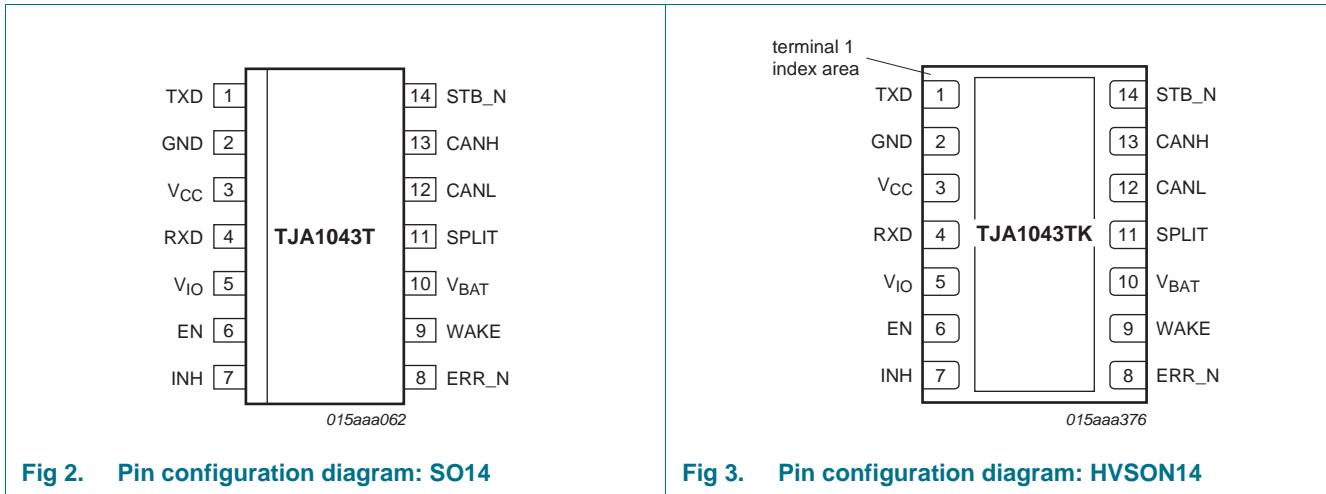 TXD 1 14 STB_N
GND 2 13 CANH
VCC 3 12 CANL
RXD 4 TJA1043T 11 SPLIT
VIO 5 10 VBAT
EN 6 9 WAKE
INH 7 8 ERR_N
015aaa062
Fig 2. Pin configuration diagram: SO14
terminal 1
index area
TXD 1 14 STB_N
GND 2 13 CANH
VCC 3 12 CANL
RXD 4 TJA1043TK 11 SPLIT
VIO 5 10 VBAT
EN 6 9 WAKE
INH 7 8 ERR_N
015aaa376
Fig 3. Pin configuration diagram: HVSON14